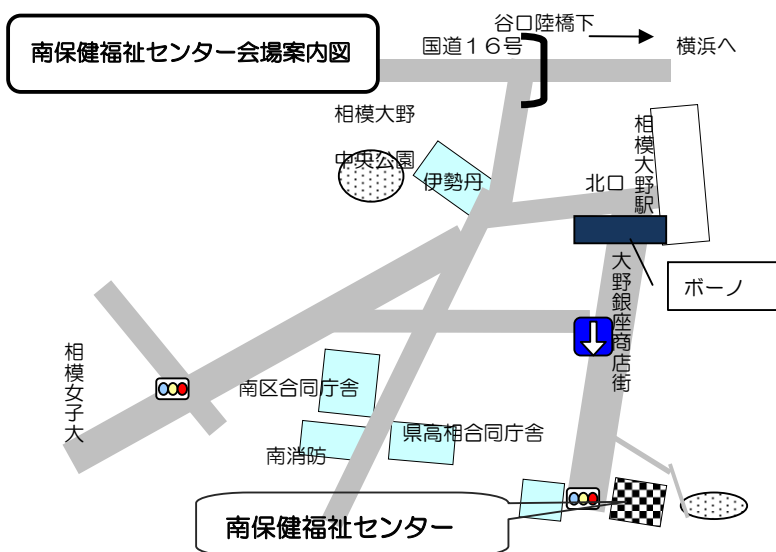 谷口陸橋下
国道１６号
横浜へ
南保健福祉センター会場案内図
相模大野
中央公園
伊勢丹
北口
相模大野駅
ボーノ
大野銀座商店街
相模女子大
南区合同庁舎
県高相合同庁舎
南消防
南保健福祉センター